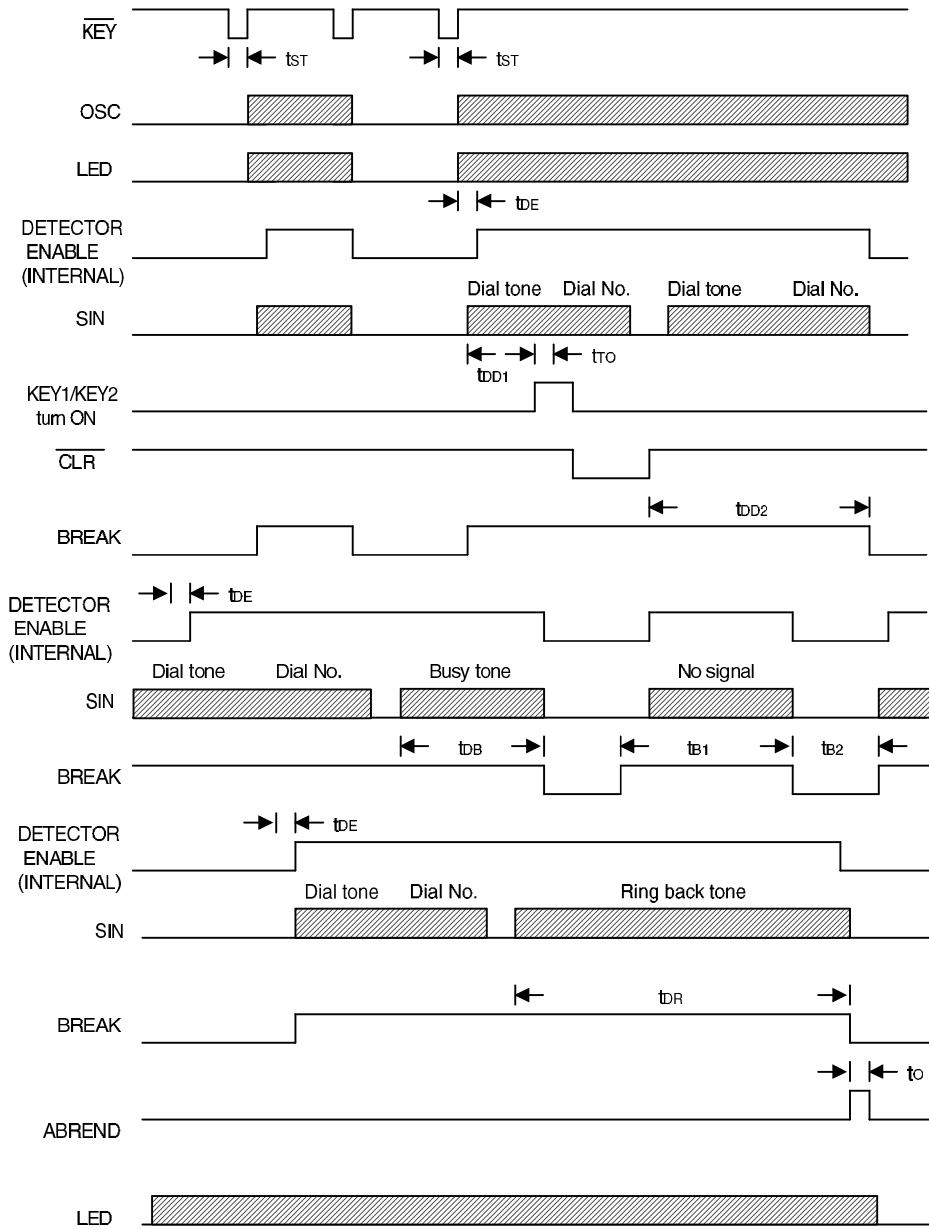 KEY
tST tST
OSC
LED
tDE
DETECTOR
ENABLE
(INTERNAL)
Dial tone Dial No. Dial tone Dial No.
SIN
tDD1 tTO
KEY1/KEY2
turn ON
CLR
tDD2
BREAK
tDE
DETECTOR
ENABLE
(INTERNAL)
Dial tone Dial No. Busy tone No signal
SIN
tDB tB1 tB2
BREAK
tDE
DETECTOR
ENABLE
(INTERNAL)
Dial tone Dial No. Ring back tone
SIN
tDR
BREAK
tO
ABREND
LED